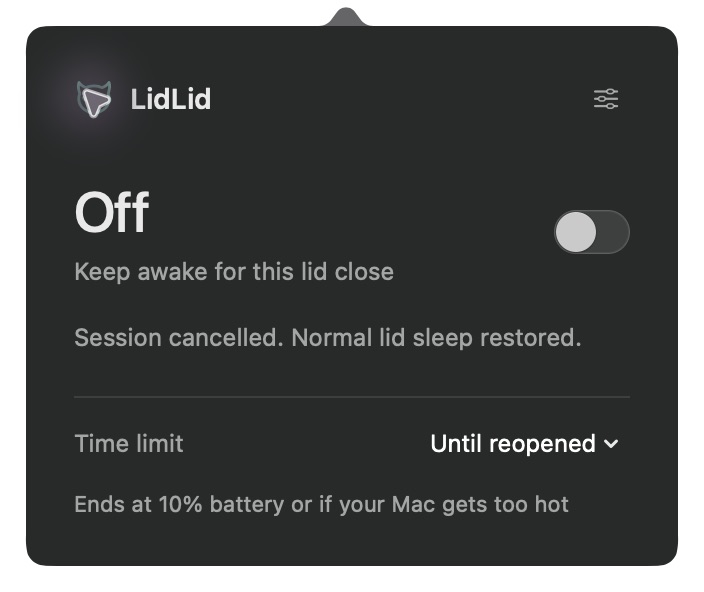 LidLid
Off
Keep awake for this lid close
Session cancelled. Normal lid sleep restored.
Time limit
Until reopened
Ends at 10% battery or if your Mac gets too hot